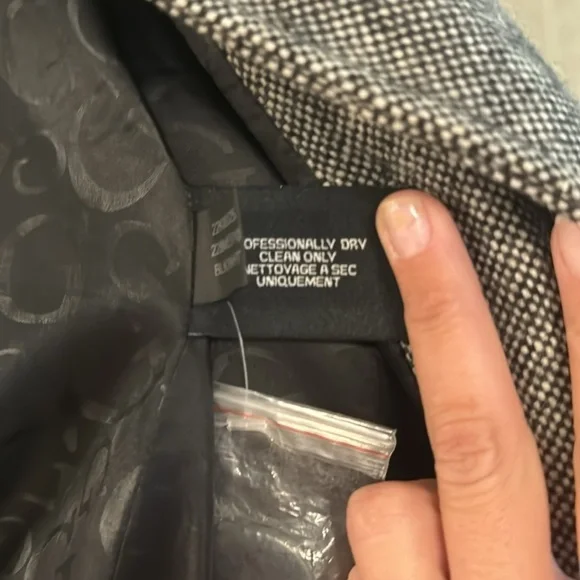 OFESSIONALLY DRY
CLEAN ONLY
NETTOYAGE A SEC
UNIQUEMENT